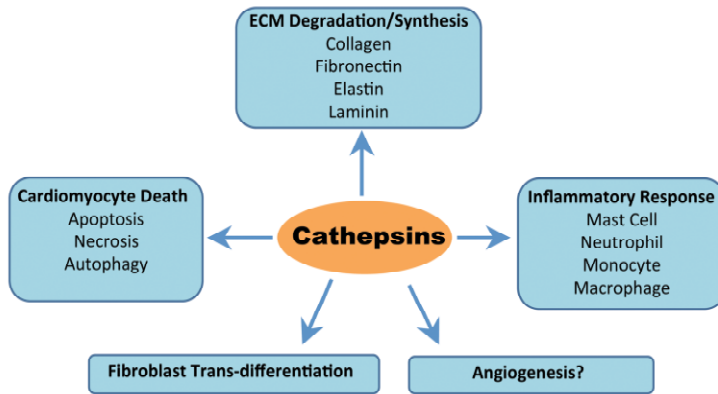 ECM Degradation/Synthesis
Collagen
Fibronectin
Elastin
Laminin
Cardiomyocyte Death
Apoptosis
Necrosis
Autophagy
Cathepsins
Inflammatory Response
Mast Cell
Neutrophil
Monocyte
Macrophage
Fibroblast Trans-differentiation
Angiogenesis?